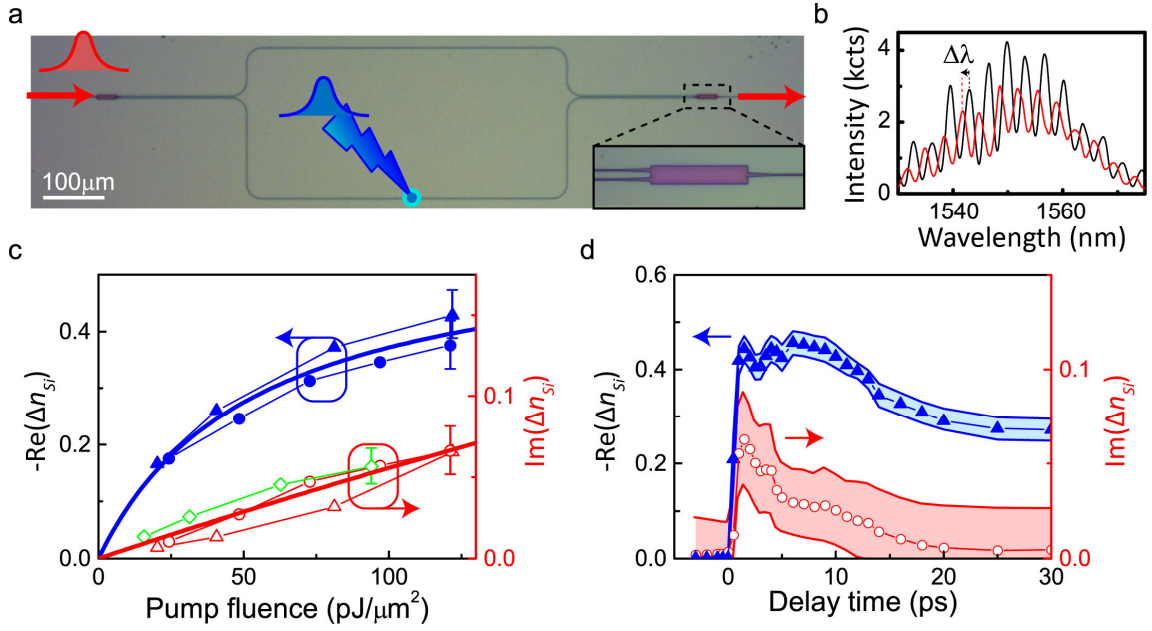 a
100μm
b
Intensity (kcts)
4
2
0
Δλ
1540
1560
Wavelength (nm)
c
-Re(Δn_Si)
0.4
0.2
0.0
0
50
100
Pump fluence (pJ/μm²)
0.1
0.0
Im(Δn_Si)
d
-Re(Δn_Si)
0.6
0.4
0.2
0.0
0
10
20
30
Delay time (ps)
0.1
0.0
Im(Δn_Si)